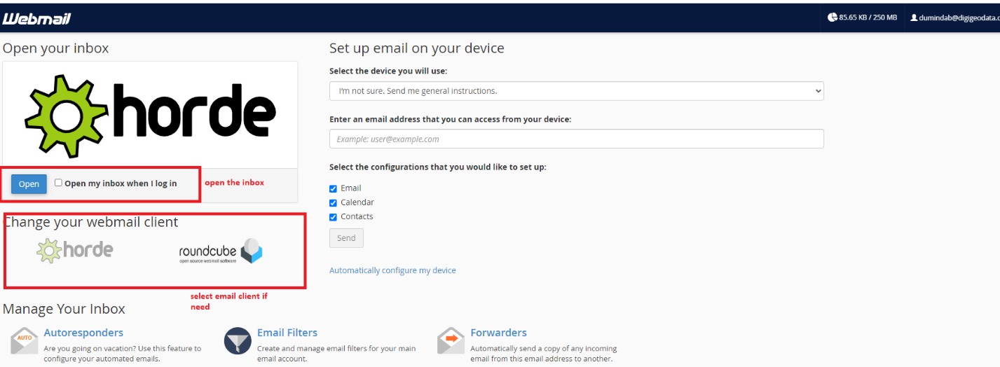 Webmail
85.65 KB / 250 MB
dumindab@digigeodata.c
Open your inbox
horde
Open
Open my inbox when I log in
open the inbox
Change your webmail client
horde
roundcube
open source webmail software
select email client if
need
Set up email on your device
Select the device you will use:
I'm not sure. Send me general instructions.
Enter an email address that you can access from your device:
Example: user@example.com
Select the configurations that you would like to set up:
Email
Calendar
Contacts
Send
Automatically configure my device
Manage Your Inbox
AUTO
Autoresponders
Are you going on vacation? Use this feature to
configure your automated emails.
Email Filters
Create and manage email filters for your main
email account.
Forwarders
Automatically send a copy of any incoming
email from this email address to another.